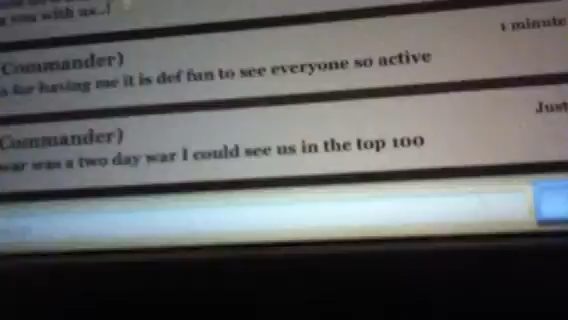 you with us..!
1 minute
(Commander)
for having me it is def fun to see everyone so active
Just
Commander)
war was a two day war I could see us in the top 100